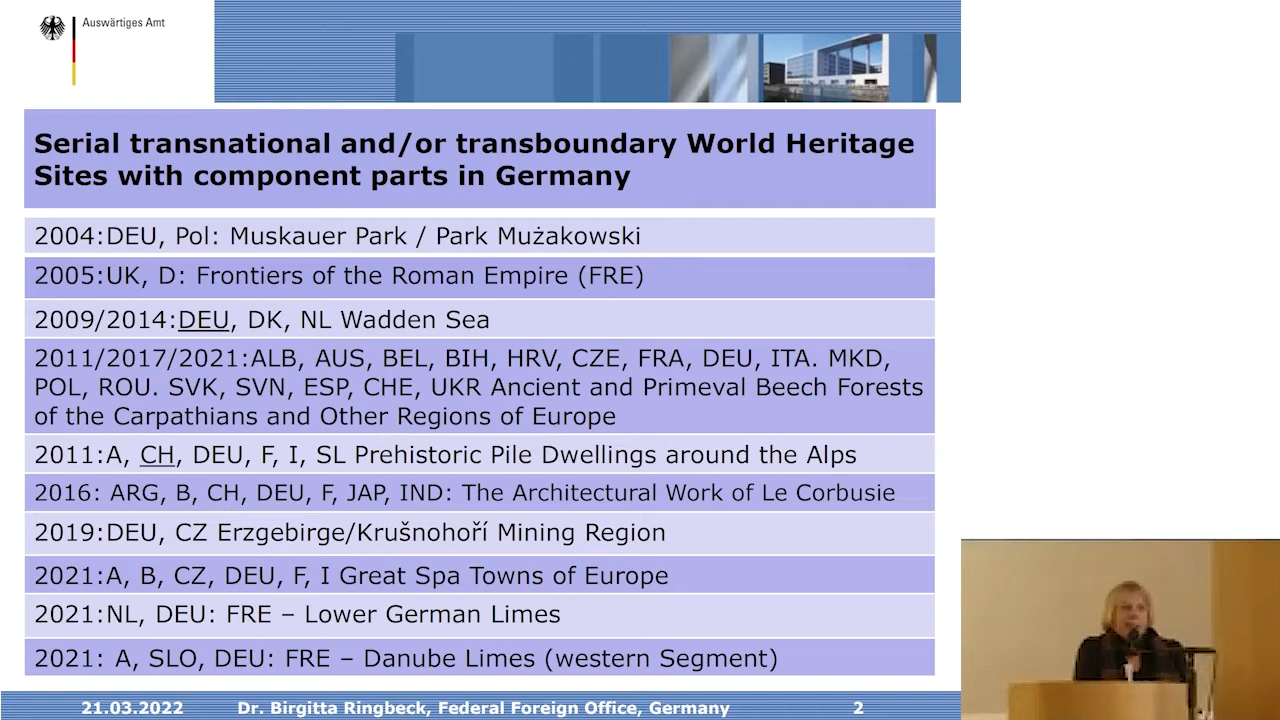 Auswärtiges Amt
Serial transnational and/or transboundary World Heritage
Sites with component parts in Germany
2004:DEU, Pol: Muskauer Park / Park Mużakowski
2005:UK, D: Frontiers of the Roman Empire (FRE)
2009/2014:DEU, DK, NL Wadden Sea
2011/2017/2021:ALB, AUS, BEL, BIH, HRV, CZE, FRA, DEU, ITA. MKD,
POL, ROU. SVK, SVN, ESP, CHE, UKR Ancient and Primeval Beech Forests
of the Carpathians and Other Regions of Europe
2011:A, CH, DEU, F, I, SL Prehistoric Pile Dwellings around the Alps
2016: ARG, B, CH, DEU, F, JAP, IND: The Architectural Work of Le Corbusie
2019:DEU, CZ Erzgebirge/Krušnohoří Mining Region
2021:A, B, CZ, DEU, F, I Great Spa Towns of Europe
2021:NL, DEU: FRE – Lower German Limes
2021: A, SLO, DEU: FRE – Danube Limes (western Segment)
21.03.2022 Dr. Birgitta Ringbeck, Federal Foreign Office, Germany 2